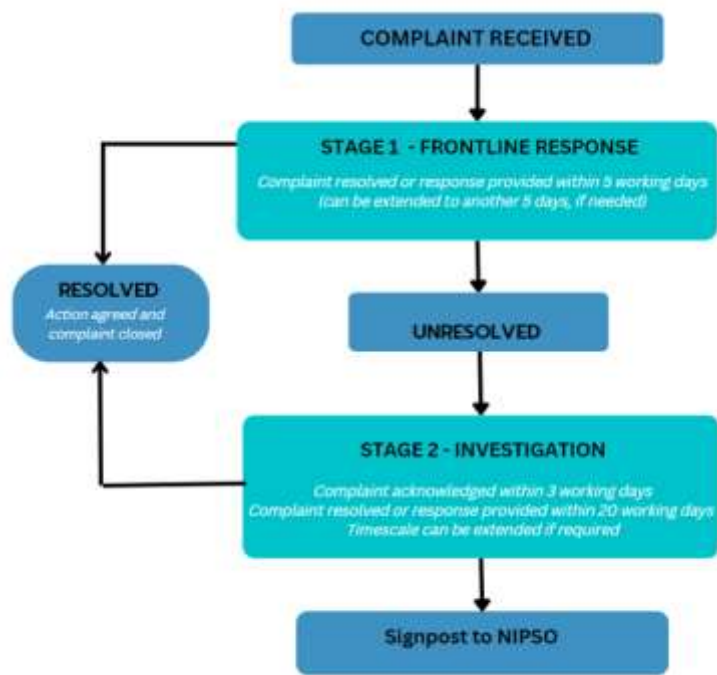 COMPLAINT RECEIVED
STAGE 1 - FRONTLINE RESPONSE
Complaint resolved or response provided within 5 working days
(can be extended to another 5 days, if needed)
RESOLVED
Action agreed and
complaint closed
UNRESOLVED
STAGE 2 - INVESTIGATION
Complaint acknowledged within 3 working days
Complaint resolved or response provided within 20 working days
Timescale can be extended if required
Signpost to NIPSO